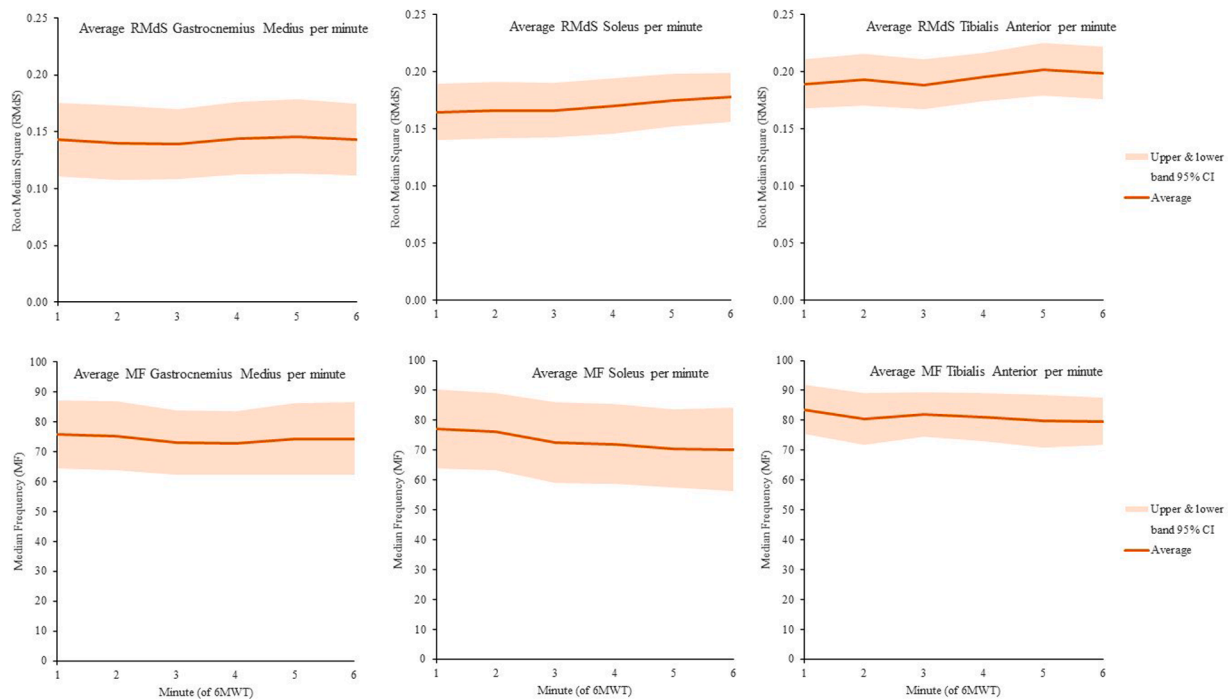 Average RMdS Gastrocnemius Medius per minute
Root Median Square (RMdS)
0.25
0.20
0.15
0.10
0.05
0.00
1 2 3 4 5 6
Average RMdS Soleus per minute
Root Median Square (RMdS)
0.25
0.20
0.15
0.10
0.05
0.00
1 2 3 4 5 6
Average RMdS Tibialis Anterior per minute
Root Median Square (RMdS)
0.25
0.20
0.15
0.10
0.05
0.00
1 2 3 4 5 6
Upper & lower
band 95% CI
Average
Average MF Gastrocnemius Medius per minute
Median Frequency (MF)
100
90
80
70
60
50
40
30
20
10
0
1 2 3 4 5 6
Minute (of 6MWT)
Average MF Soleus per minute
Median Frequency (MF)
100
90
80
70
60
50
40
30
20
10
0
1 2 3 4 5 6
Minute (of 6MWT)
Average MF Tibialis Anterior per minute
Median Frequency (MF)
100
90
80
70
60
50
40
30
20
10
0
1 2 3 4 5 6
Minute (of 6MWT)
Upper & lower
band 95% CI
Average